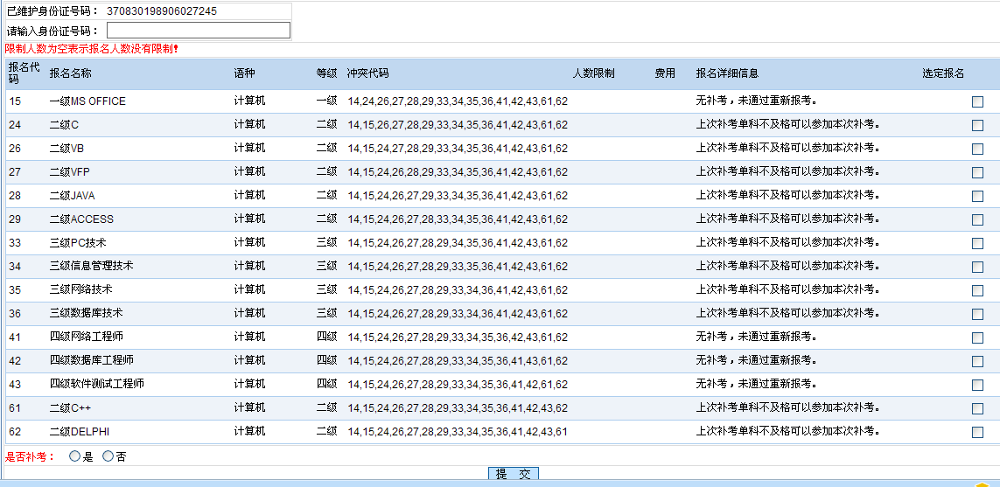 已维护身份证号码： 370830198906027245
请输入身份证号码：
限制人数为空表示报名人数没有限制!
报名代码 报名名称 语种 等级 冲突代码 人数限制 费用 报名详细信息 选定报名
15 一级MS OFFICE 计算机 一级 14,24,26,27,28,29,33,34,35,36,41,42,43,61,62 无补考，未通过重新报考。
24 二级C 计算机 二级 14,15,26,27,28,29,33,34,35,36,41,42,43,61,62 上次补考单科不及格可以参加本次补考。
26 二级VB 计算机 二级 14,15,24,27,28,29,33,34,35,36,41,42,43,61,62 上次补考单科不及格可以参加本次补考。
27 二级VFP 计算机 二级 14,15,24,26,28,29,33,34,35,36,41,42,43,61,62 上次补考单科不及格可以参加本次补考。
28 二级JAVA 计算机 二级 14,15,24,26,27,29,33,34,35,36,41,42,43,61,62 上次补考单科不及格可以参加本次补考。
29 二级ACCESS 计算机 二级 14,15,24,26,27,28,33,34,35,36,41,42,43,61,62 上次补考单科不及格可以参加本次补考。
33 三级PC技术 计算机 三级 14,15,24,26,27,28,29,34,35,36,41,42,43,61,62 上次补考单科不及格可以参加本次补考。
34 三级信息管理技术 计算机 三级 14,15,24,26,27,28,29,33,35,36,41,42,43,61,62 上次补考单科不及格可以参加本次补考。
35 三级网络技术 计算机 三级 14,15,24,26,27,28,29,33,34,36,41,42,43,61,62 上次补考单科不及格可以参加本次补考。
36 三级数据库技术 计算机 三级 14,15,24,26,27,28,29,33,34,35,41,42,43,61,62 上次补考单科不及格可以参加本次补考。
41 四级网络工程师 计算机 四级 14,15,24,26,27,28,29,33,34,35,36,42,43,61,62 无补考，未通过重新报考。
42 四级数据库工程师 计算机 四级 14,15,24,26,27,28,29,33,34,35,36,41,43,61,62 无补考，未通过重新报考。
43 四级软件测试工程师 计算机 四级 14,15,24,26,27,28,29,33,34,35,36,41,42,61,62 无补考，未通过重新报考。
61 二级C++ 计算机 二级 14,15,24,26,27,28,29,33,34,35,36,41,42,43,62 上次补考单科不及格可以参加本次补考。
62 二级DELPHI 计算机 二级 14,15,24,26,27,28,29,33,34,35,36,41,42,43,61 上次补考单科不及格可以参加本次补考。
是否补考： 是 否
提 交